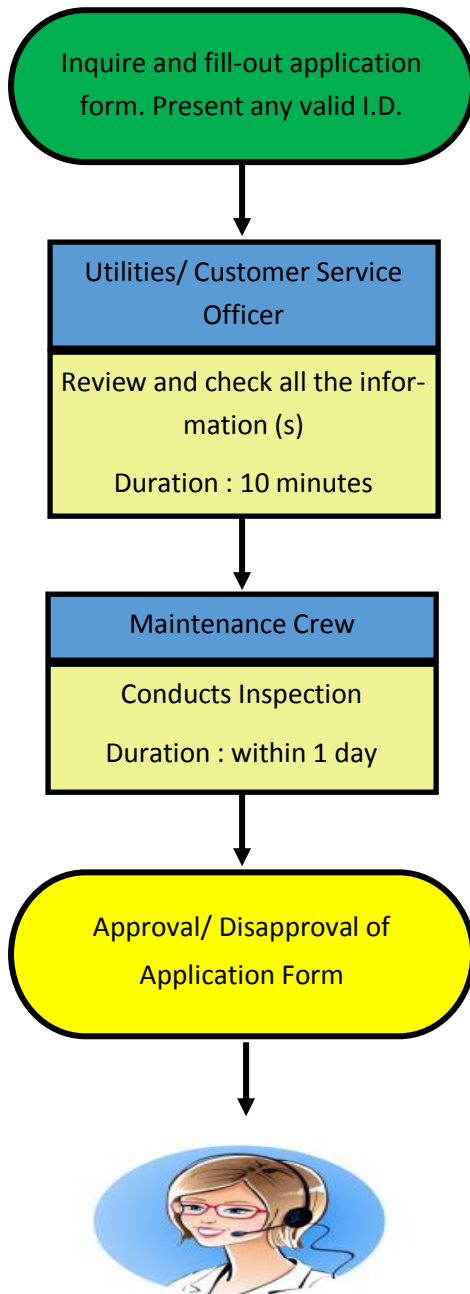 Inquire and fill-out application
form. Present any valid I.D.
Utilities/ Customer Service
Officer
Review and check all the infor-
mation (s)
Duration : 10 minutes
Maintenance Crew
Conducts Inspection
Duration : within 1 day
Approval/ Disapproval of
Application Form